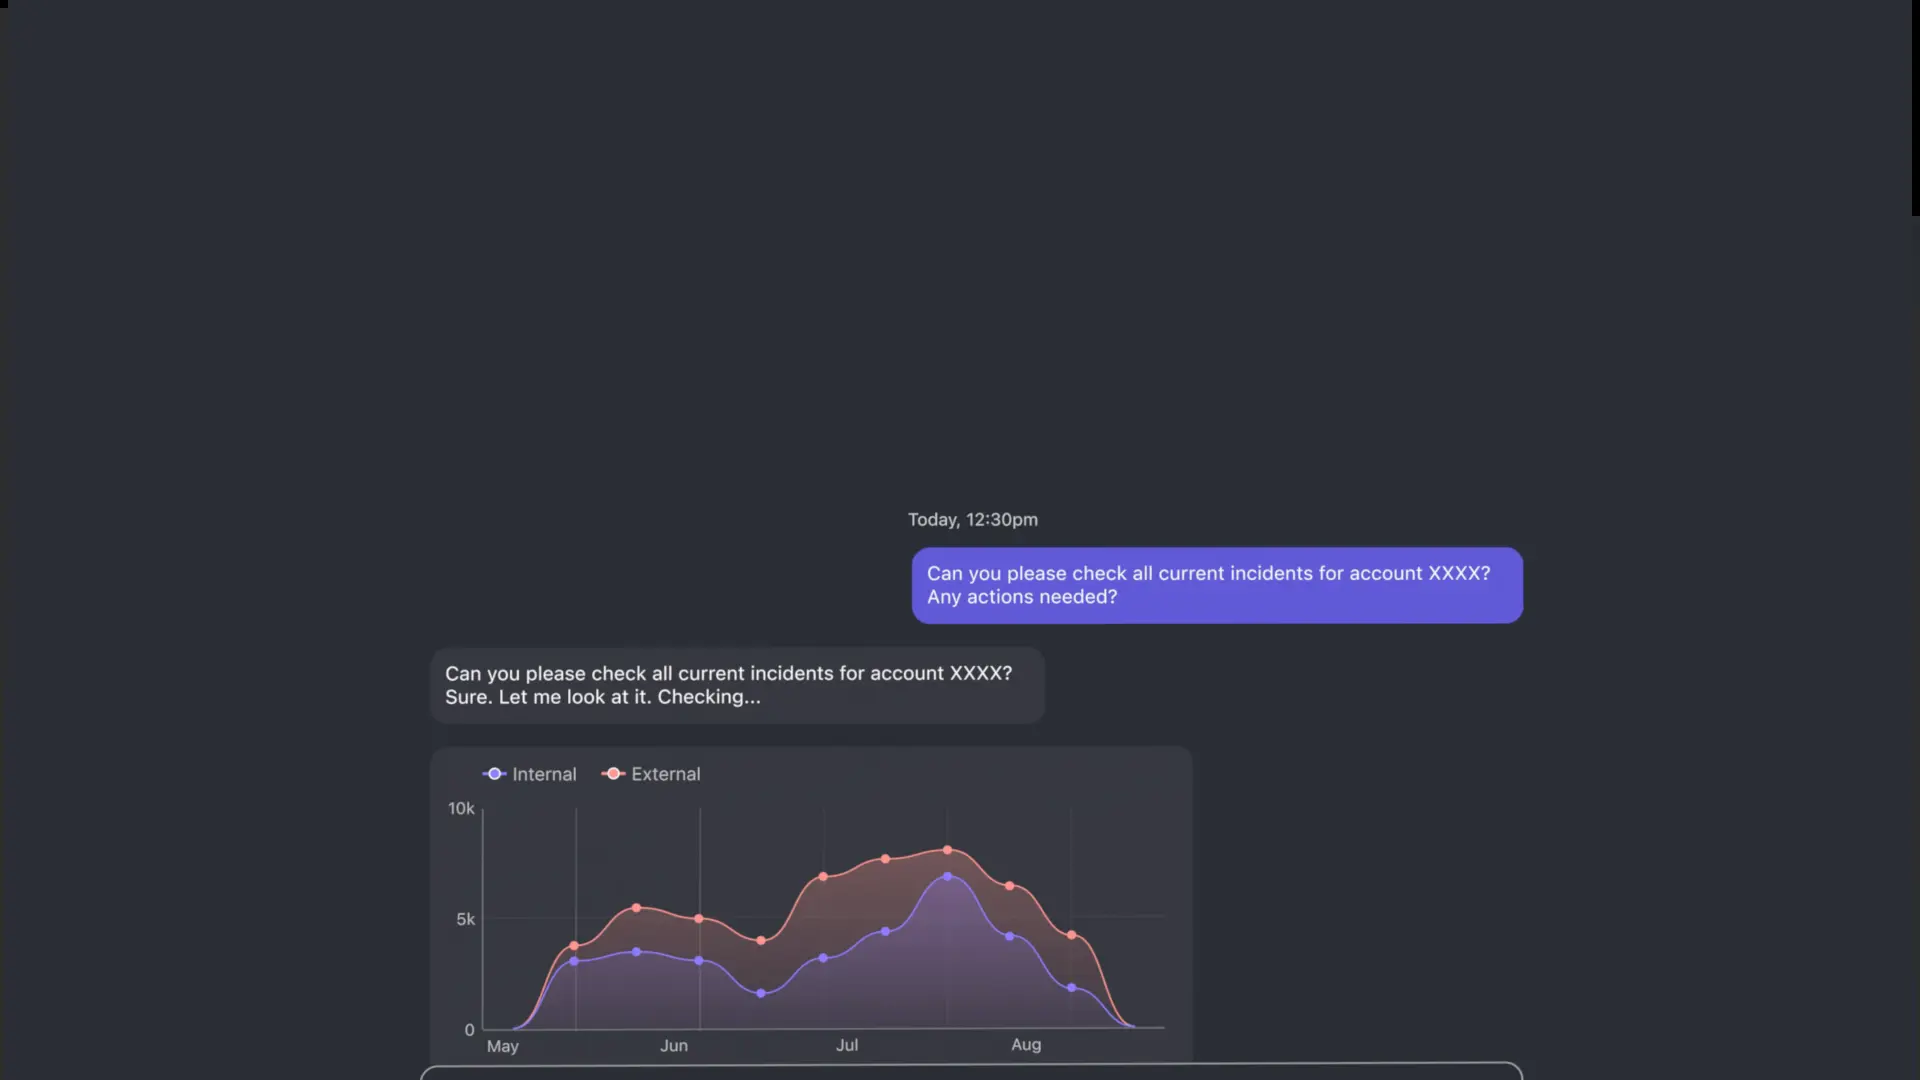 Today, 12:30pm
Can you please check all current incidents for account XXXX?
Any actions needed?
Can you please check all current incidents for account XXXX?
Sure. Let me look at it. Checking...
Internal External
10k
5k
0
May Jun Jul Aug